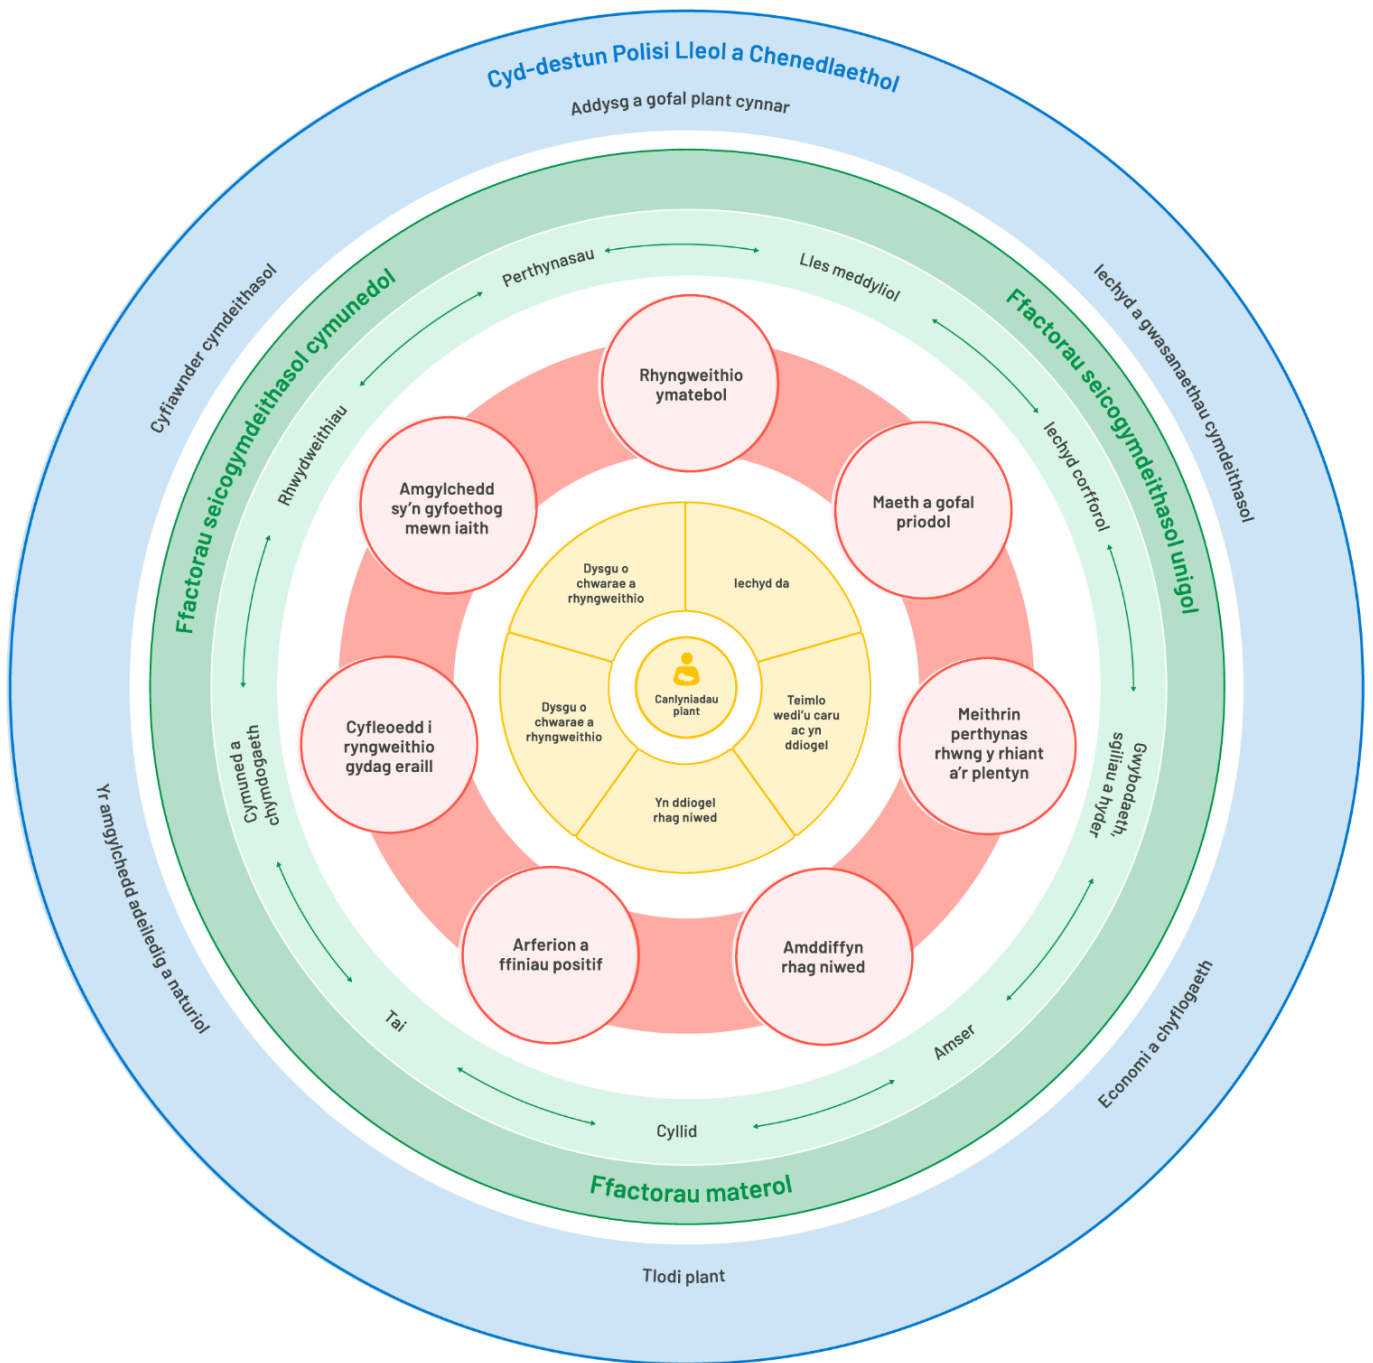 Cyd-destun Polisi Lleol a Chenedlaethol
Addysg a gofal plant cynnar
Iechyd a gwasanaethau cymdeithasol
Economi a chyflogaeth
Tlodi plant
Yr amgylchedd adeiledig a naturiol
Cyfiawnder cymdeithasol
Ffactorau seicogymdeithasol cymunedol
Ffactorau seicogymdeithasol unigol
Ffactorau materol
Perthynasau
Lles meddyliol
Iechyd corfforol
Gwybodaeth,
sgiliau a hyder
Amser
Cyllid
Tai
Cymuned a
chymdogaeth
Rhwydweithiau
Rhyngweithio
ymatebol
Maeth a gofal
priodol
Meithrin
perthynas
rhwng y rhiant
a'r plentyn
Amddiffyn
rhag niwed
Arferion a
ffiniau positif
Cyfleoedd i
ryngweithio
gydag eraill
Amgylchedd
sy'n gyfoethog
mewn iaith
Dysgu o
chwarae a
rhyngweithio
Iechyd da
Teimlo
wedi'u caru
ac yn
ddiogel
Yn ddiogel
rhag niwed
Dysgu o
chwarae a
rhyngweithio
Canlyniadau
plant